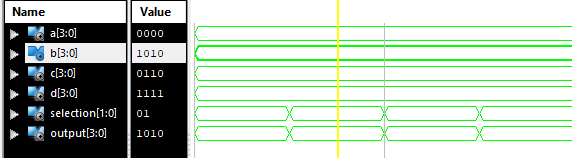 Name Value
a[3:0] 0000
b[3:0] 1010
c[3:0] 0110
d[3:0] 1111
selection[1:0] 01
output[3:0] 1010